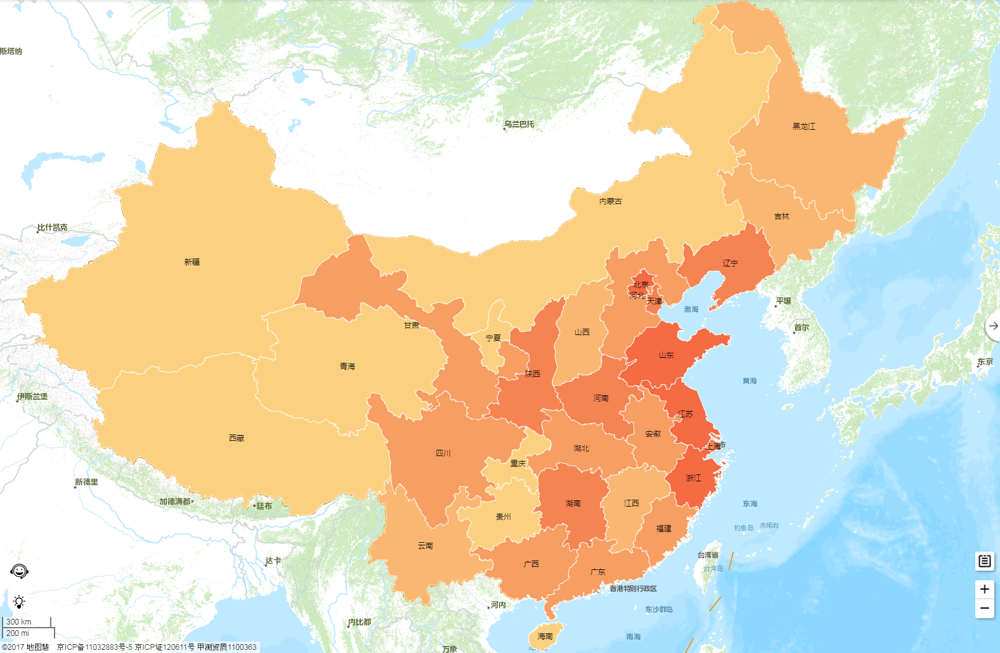 斯塔纳
乌兰巴托
黑龙江
内蒙古
吉林
比什凯克
新疆
辽宁
北京
河北
天津
平壤
渤海
甘肃
山西
首尔
宁夏
山东
东京
青海
陕西
黄海
伊斯兰堡
河南
江苏
西藏
安徽
上海市
四川
湖北
重庆
浙江
新德里
加德满都
廷布
湖南
江西
东海
贵州
钓鱼岛
赤尾屿
福建
云南
台湾省
达卡
广西
台湾岛
广东
香港特别行政区
河内
东沙群岛
内比都
300 km
200 mi
海南
南海
万象
©2017 地图慧 京ICP备11032883号-5 京ICP证120611号 甲测资质1100363